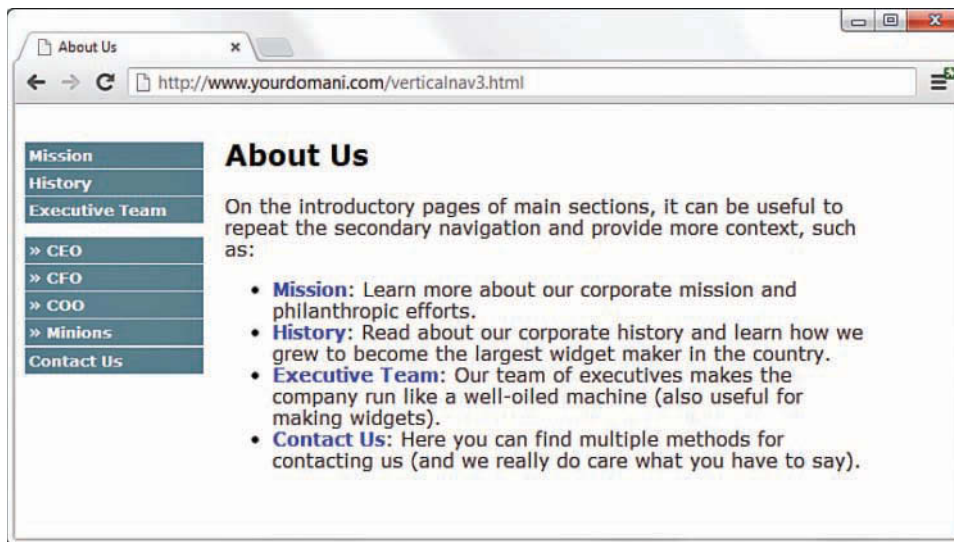 About Us
http://www.yourdomani.com/verticalnav3.html
Mission
History
Executive Team
» CEO
» CFO
» COO
» Minions
Contact Us
About Us
On the introductory pages of main sections, it can be useful to
repeat the secondary navigation and provide more context, such
as:
• Mission: Learn more about our corporate mission and
philanthropic efforts.
• History: Read about our corporate history and learn how we
grew to become the largest widget maker in the country.
• Executive Team: Our team of executives makes the
company run like a well-oiled machine (also useful for
making widgets).
• Contact Us: Here you can find multiple methods for
contacting us (and we really do care what you have to say).